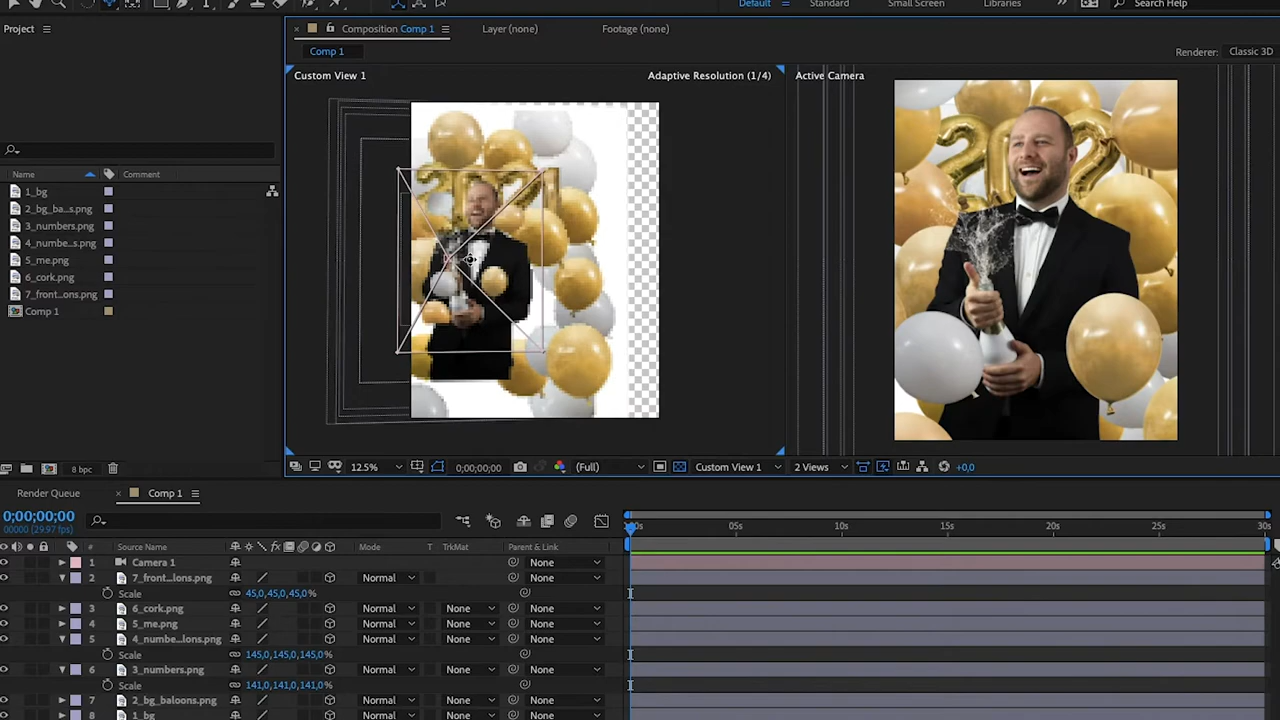 Default
Standard
Small Screen
Libraries
Search Help
Project
Composition Comp 1
Layer (none)
Footage (none)
Comp 1
Renderer:
Classic 3D
Custom View 1
Adaptive Resolution (1/4)
Active Camera
Name
Comment
1_bg
2_bg_ba...s.png
3_numbers.png
4_numbe...s.png
5_me.png
6_cork.png
7_front...ons.png
Comp 1
8 bpc
12.5%
0;00;00;00
(Full)
Custom View 1
2 Views
+0,0
Render Queue
Comp 1
0;00;00;00
00000 (29.97 fps)
00s
05s
10s
15s
20s
25s
30s
#
Source Name
Mode
T
TrkMat
Parent & Link
1
Camera 1
None
2
7_front....lons.png
Normal
None
Scale
45,0,45,0,45,0%
3
6_cork.png
Normal
None
None
4
5_me.png
Normal
None
None
5
4_numbe...lons.png
Normal
None
None
Scale
145,0,145,0,145,0%
6
3_numbers.png
Normal
None
None
Scale
141,0,141,0,141,0%
7
2_bg_baloons.png
Normal
None
None
8
1_bg
Normal
None
None